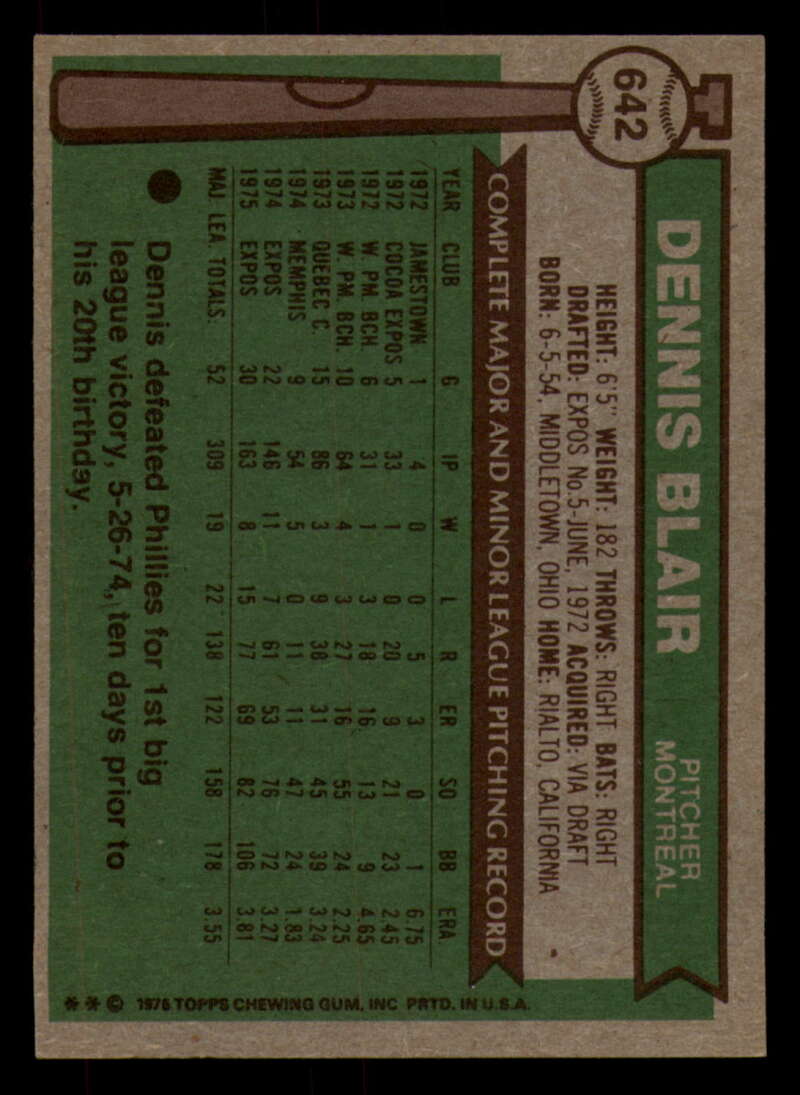 642
DENNIS BLAIR
PITCHER
MONTREAL
HEIGHT: 6'5" WEIGHT: 182 THROWS: RIGHT BATS: RIGHT
DRAFTED: EXPOS No.5-JUNE, 1972 ACQUIRED: VIA DRAFT
BORN: 6-5-54, MIDDLETOWN, OHIO HOME: RIALTO, CALIFORNIA
COMPLETE MAJOR AND MINOR LEAGUE PITCHING RECORD
YEAR CLUB G IP W L R ER SO BB ERA
1972 JAMESTOWN 1 4 0 0 5 3 0 1 6.75
1972 COCOA EXPOS 5 33 1 0 20 9 21 23 2.45
1972 W. PM. BCH. 6 31 1 3 18 16 13 9 4.65
1973 W. PM. BCH. 10 64 4 3 27 16 55 24 2.25
1973 QUEBEC C. 15 86 3 9 38 31 45 39 3.24
1974 MEMPHIS 9 54 5 0 11 11 47 24 1.83
1974 EXPOS 22 146 11 7 61 53 76 72 3.27
1975 EXPOS 30 163 8 15 77 69 82 106 3.81
MAJ. LEA. TOTALS: 52 309 19 22 138 122 158 178 3.55
Dennis defeated Phillies for 1st big
league victory, 5-26-74, ten days prior to
his 20th birthday.
** © 1976 TOPPS CHEWING GUM, INC PRTD. IN U.S.A.